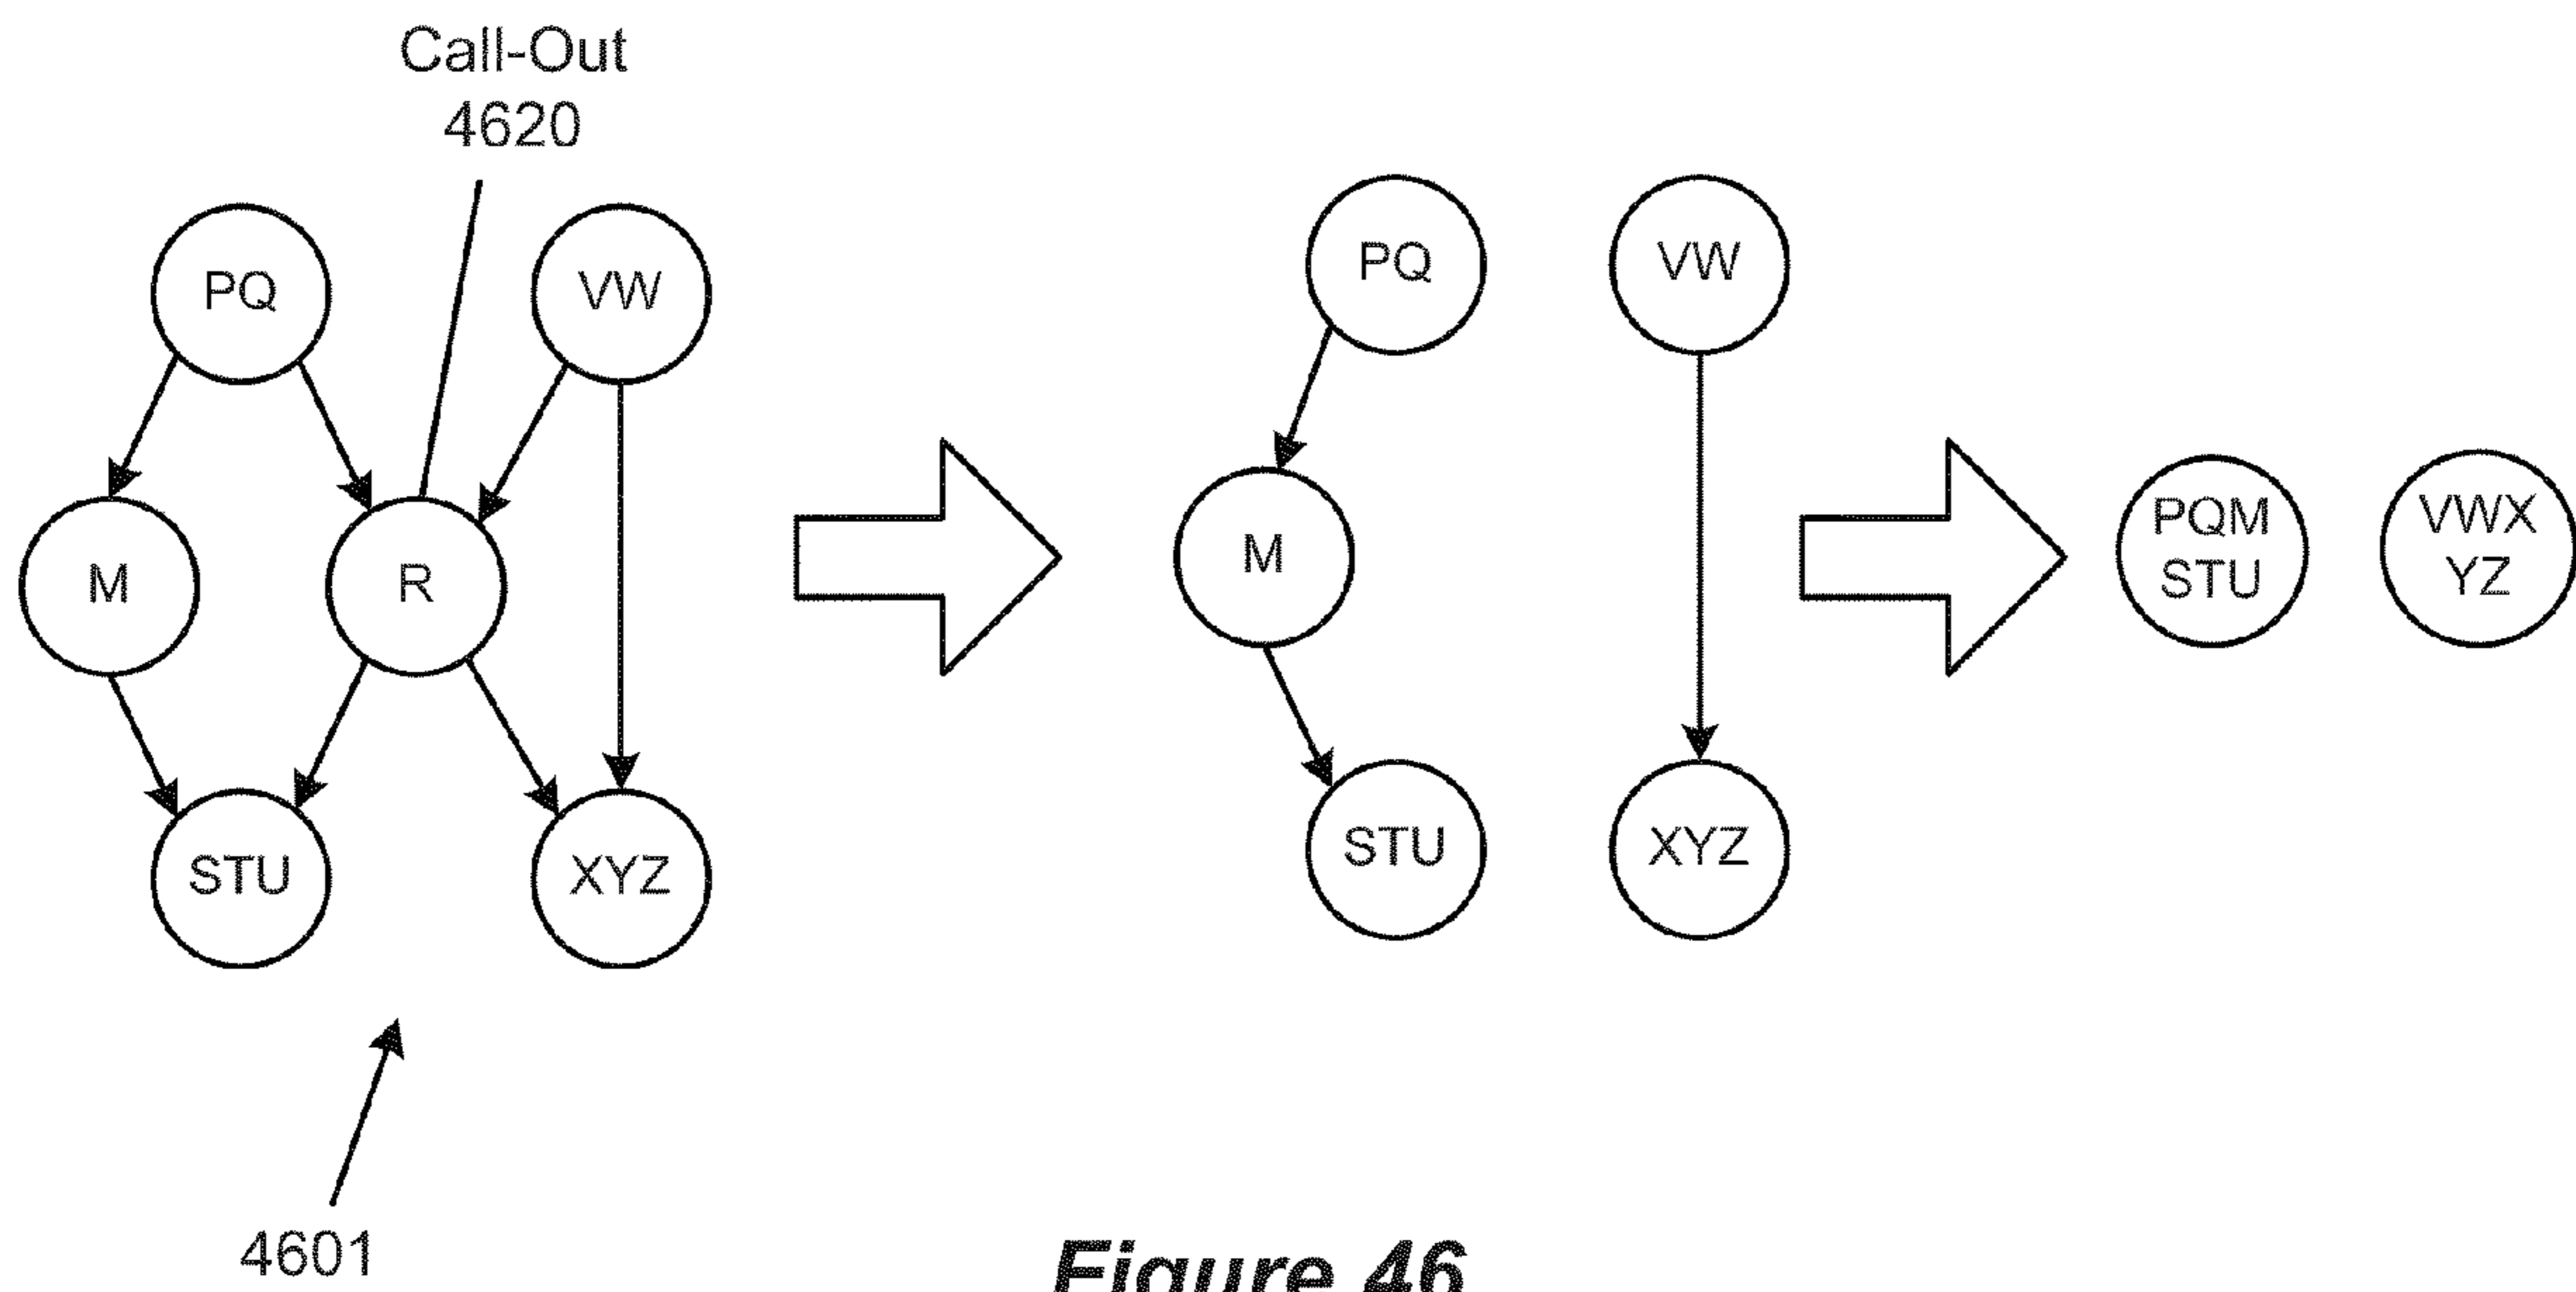 Call-Out
4620
PQ
VW
M
R
STU
XYZ
4601
PQ
VW
M
STU
XYZ
PQM
STU
VWX
YZ
Figure 46